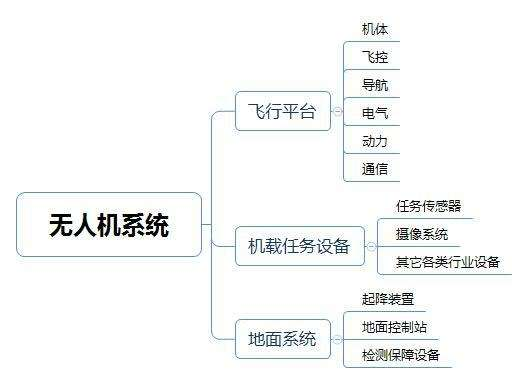 无人机系统
飞行平台
机体
飞控
导航
电气
动力
通信
机载任务设备
任务传感器
摄像系统
其它各类行业设备
地面系统
起降装置
地面控制站
检测保障设备